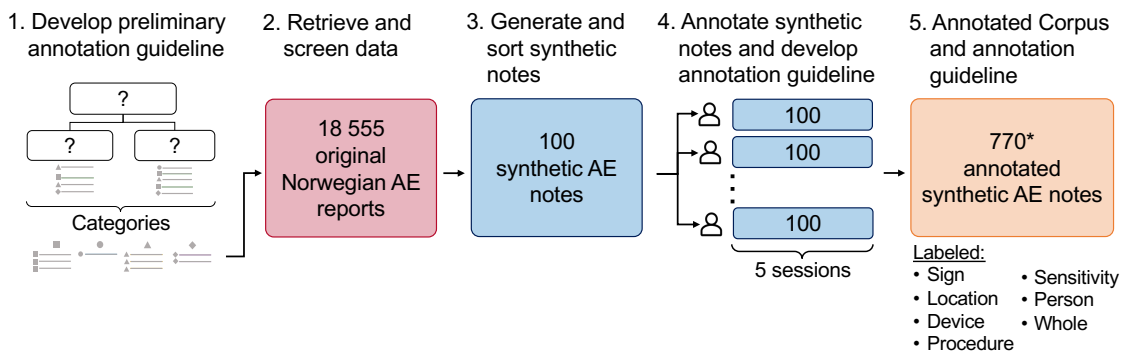 1. Develop preliminary
annotation guideline
?
?
?
Categories
2. Retrieve and
screen data
18 555
original
Norwegian AE
reports
3. Generate and
sort synthetic
notes
100
synthetic AE
notes
4. Annotate synthetic
notes and develop
annotation guideline
100
100
100
5 sessions
5. Annotated Corpus
and annotation
guideline
770*
annotated
synthetic AE notes
Labeled:
• Sign
• Location
• Device
• Procedure
• Sensitivity
• Person
• Whole